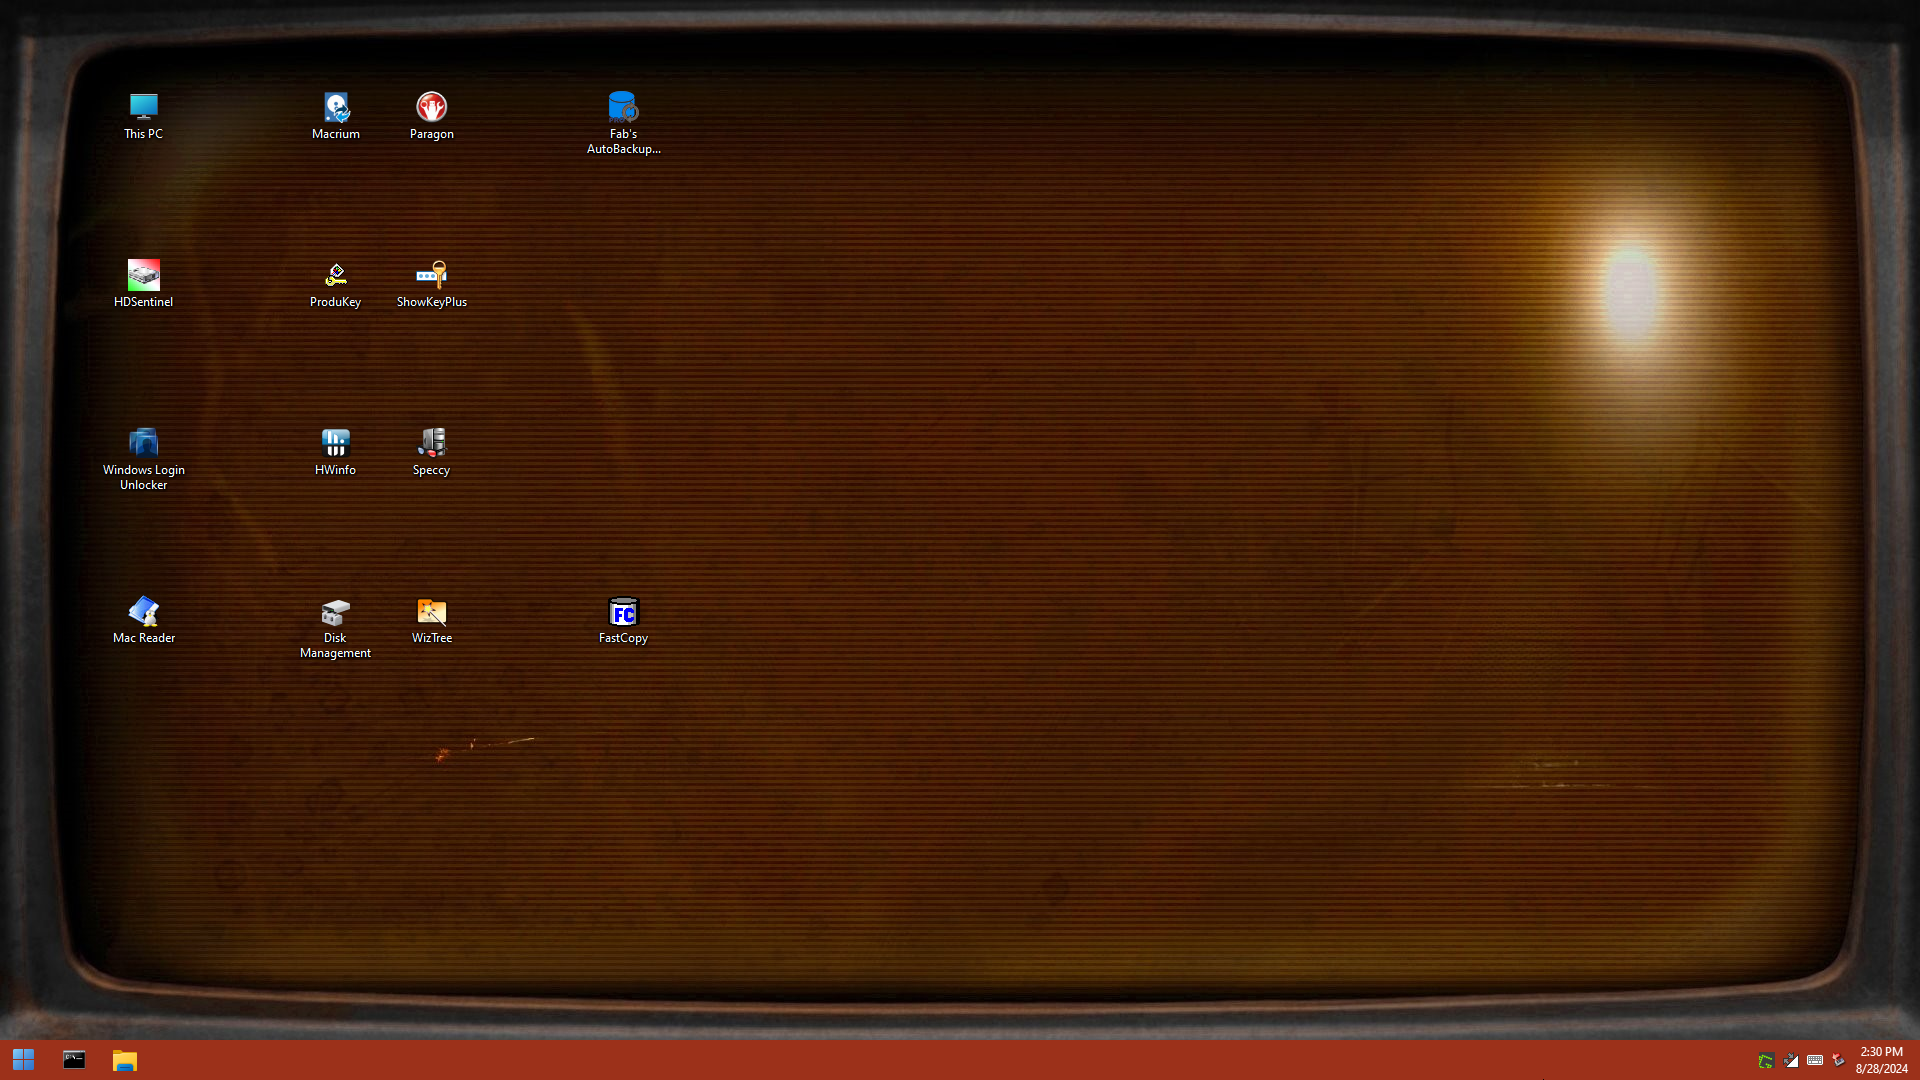 This PC
Macrium
Paragon
Fab's
AutoBackup...
HDSentinel
ProduKey
ShowKeyPlus
Windows Login
Unlocker
HWinfo
Speccy
Mac Reader
Disk
Management
WizTree
FC
FastCopy
2:30 PM
8/28/2024